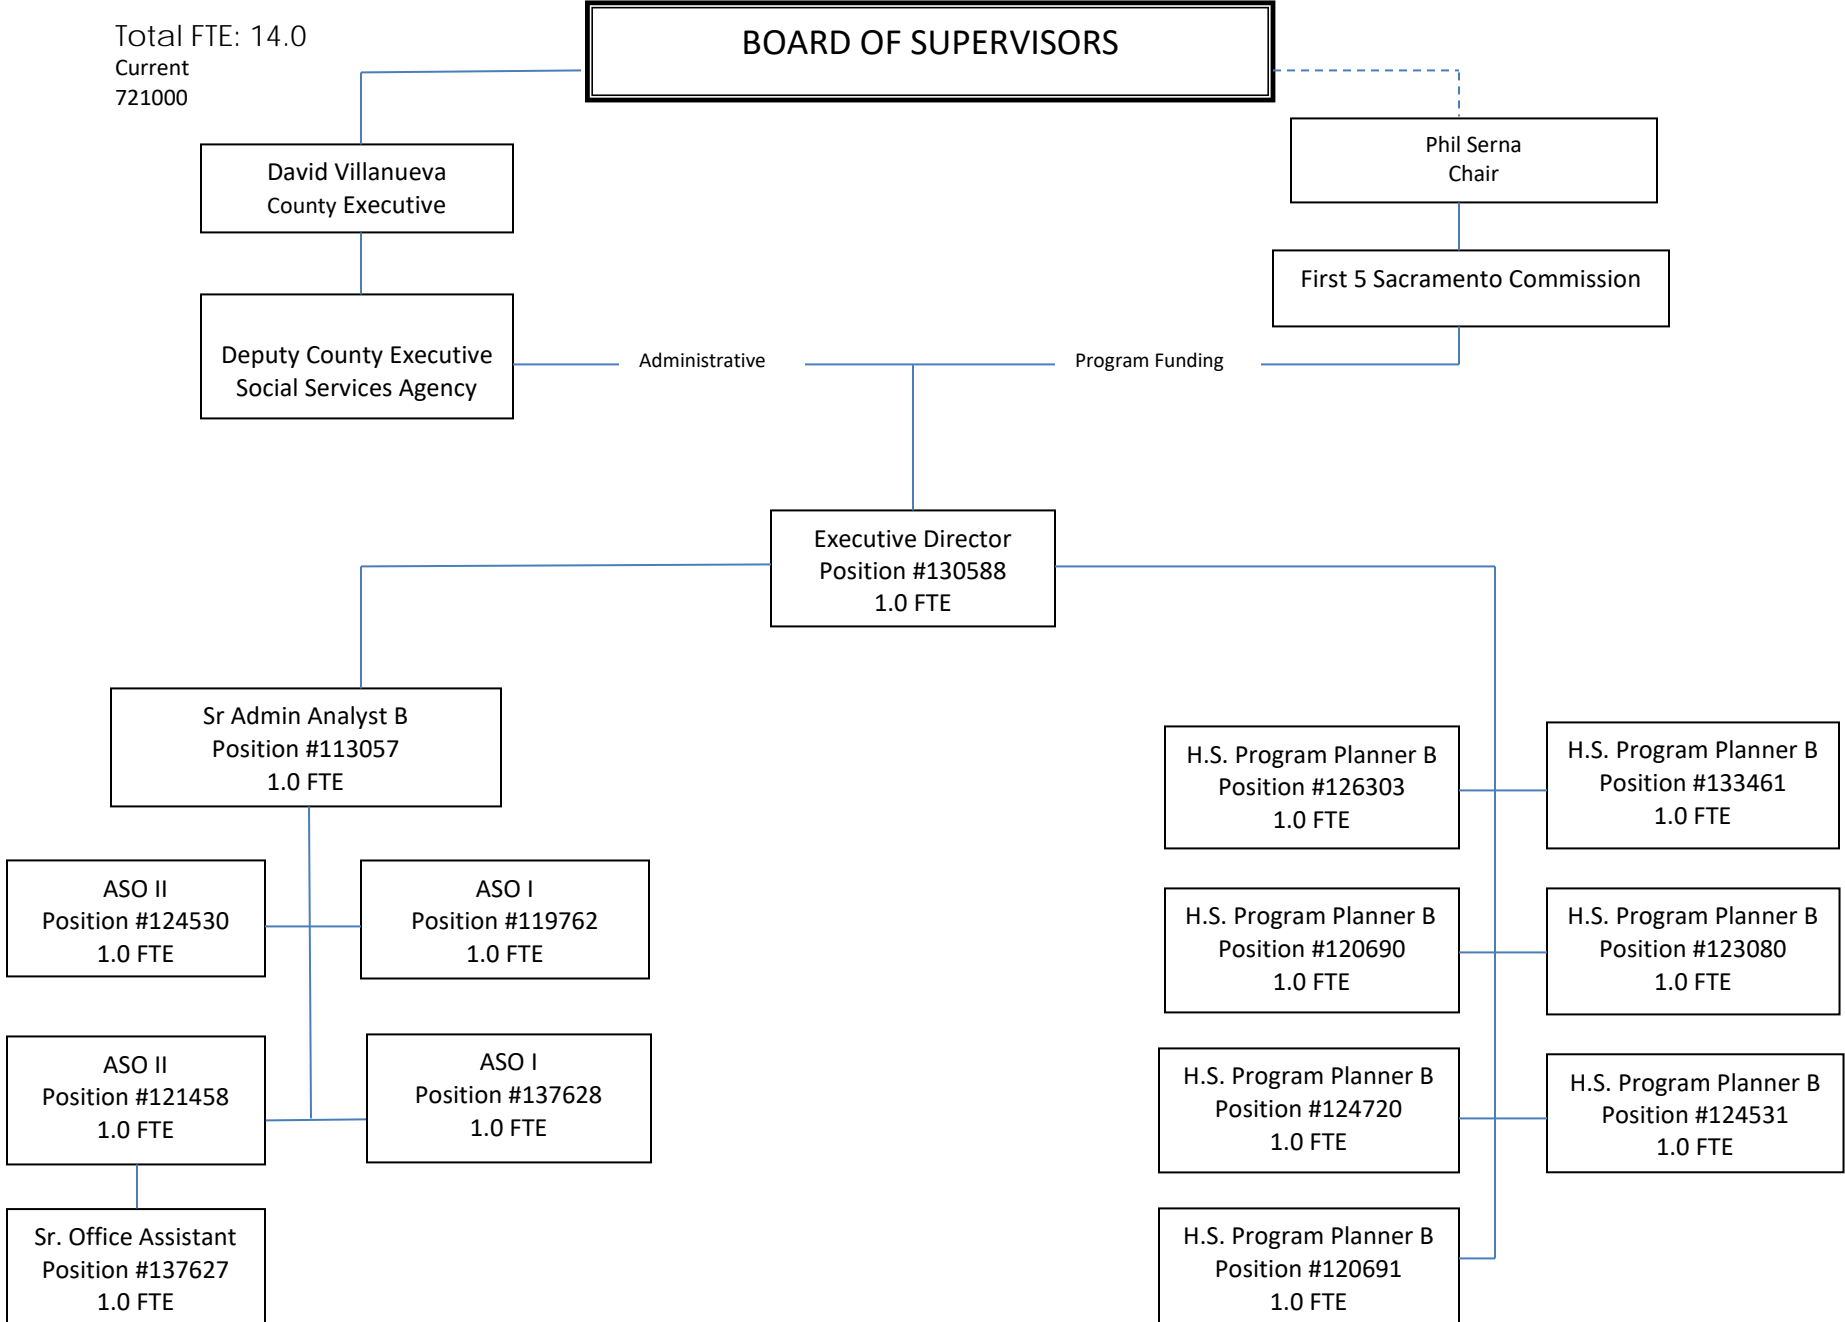 Total FTE: 14.0
Current
721000
BOARD OF SUPERVISORS
David Villanueva
County Executive
Phil Serna
Chair
First 5 Sacramento Commission
Deputy County Executive
Social Services Agency
Administrative
Program Funding
Executive Director
Position #130588
1.0 FTE
Sr Admin Analyst B
Position #113057
1.0 FTE
ASO II
Position #124530
1.0 FTE
ASO I
Position #119762
1.0 FTE
ASO II
Position #121458
1.0 FTE
ASO I
Position #137628
1.0 FTE
Sr. Office Assistant
Position #137627
1.0 FTE
H.S. Program Planner B
Position #126303
1.0 FTE
H.S. Program Planner B
Position #133461
1.0 FTE
H.S. Program Planner B
Position #120690
1.0 FTE
H.S. Program Planner B
Position #123080
1.0 FTE
H.S. Program Planner B
Position #124720
1.0 FTE
H.S. Program Planner B
Position #124531
1.0 FTE
H.S. Program Planner B
Position #120691
1.0 FTE